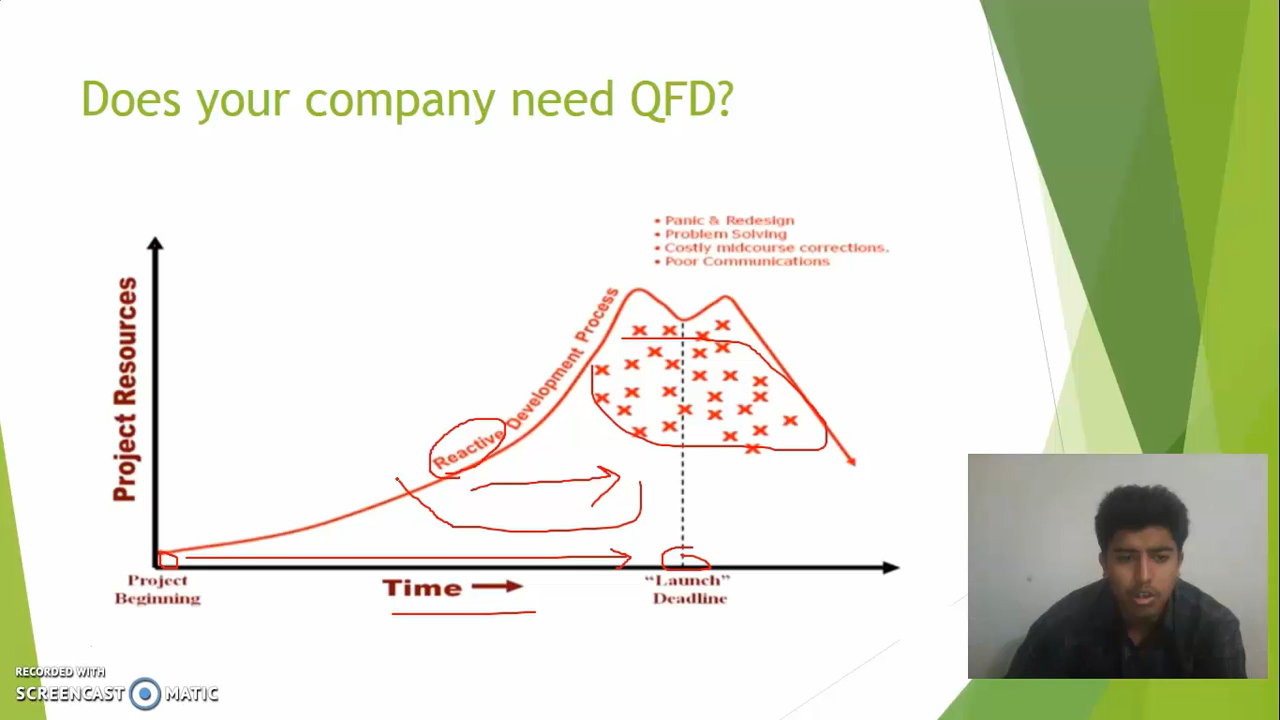 Does your company need QFD?
• Panic & Redesign
• Problem Solving
• Costly midcourse corrections.
• Poor Communications
Project Resources
Reactive Development Process
Project
Beginning
Time
“Launch”
Deadline
RECORDED WITH
SCREENCAST MATIC